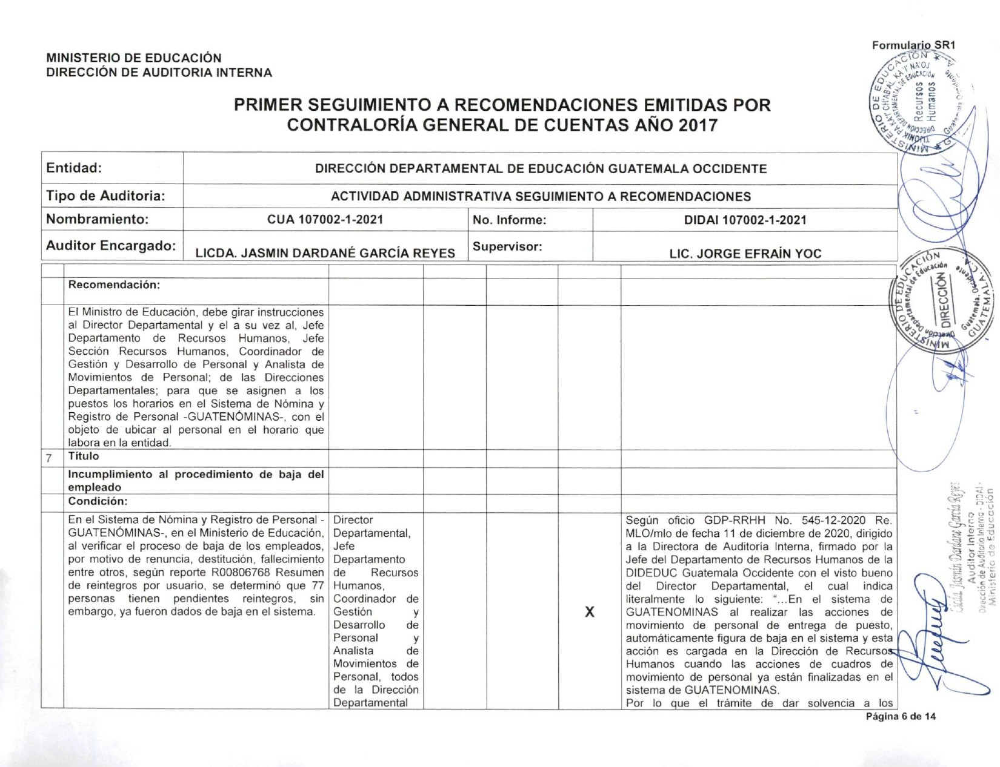 Formulario SR1
MINISTERIO DE EDUCACIÓN
DIRECCIÓN DE AUDITORIA INTERNA
PRIMER SEGUIMIENTO A RECOMENDACIONES EMITIDAS POR
CONTRALORÍA GENERAL DE CUENTAS AÑO 2017
Entidad: DIRECCIÓN DEPARTAMENTAL DE EDUCACIÓN GUATEMALA OCCIDENTE
Tipo de Auditoria: ACTIVIDAD ADMINISTRATIVA SEGUIMIENTO A RECOMENDACIONES
Nombramiento: CUA 107002-1-2021 No. Informe: DIDAI 107002-1-2021
Auditor Encargado: LICDA. JASMIN DARDANÉ GARCÍA REYES Supervisor: LIC. JORGE EFRAÍN YOC
Recomendación:
El Ministro de Educación, debe girar instrucciones
al Director Departamental y el a su vez al, Jefe
Departamento de Recursos Humanos, Jefe
Sección Recursos Humanos, Coordinador de
Gestión y Desarrollo de Personal y Analista de
Movimientos de Personal; de las Direcciones
Departamentales; para que se asignen a los
puestos los horarios en el Sistema de Nómina y
Registro de Personal -GUATENÓMINAS-, con el
objeto de ubicar al personal en el horario que
labora en la entidad.
7 Título
Incumplimiento al procedimiento de baja del
empleado
Condición:
En el Sistema de Nómina y Registro de Personal -
GUATENÓMINAS-, en el Ministerio de Educación,
al verificar el proceso de baja de los empleados,
por motivo de renuncia, destitución, fallecimiento
entre otros, según reporte R00806768 Resumen
de reintegros por usuario, se determinó que 77
personas tienen pendientes reintegros, sin
embargo, ya fueron dados de baja en el sistema.
Director
Departamental,
Jefe
Departamento
de Recursos
Humanos,
Coordinador de
Gestión y
Desarrollo de
Personal y
Analista de
Movimientos de
Personal, todos
de la Dirección
Departamental
X
Según oficio GDP-RRHH No. 545-12-2020 Re.
MLO/mlo de fecha 11 de diciembre de 2020, dirigido
a la Directora de Auditoría Interna, firmado por la
Jefe del Departamento de Recursos Humanos de la
DIDEDUC Guatemala Occidente con el visto bueno
del Director Departamental, el cual indica
literalmente lo siguiente: “...En el sistema de
GUATENOMINAS al realizar las acciones de
movimiento de personal de entrega de puesto,
automáticamente figura de baja en el sistema y esta
acción es cargada en la Dirección de Recursos
Humanos cuando las acciones de cuadros de
movimiento de personal ya están finalizadas en el
sistema de GUATENOMINAS.
Por lo que el trámite de dar solvencia a los
Página 6 de 14
MINISTERIO DE EDUCACIÓN
Recursos
Humanos
MINISTERIO DE EDUCACIÓN
Dirección Departamental de Educación
DIRECCIÓN
Guatemala, Occidente
GUATEMALA. C.A.
Licda. Jasmin Dardane García Reyes
Auditor Interno
Dirección de Auditoria Interna - DIDAI -
Ministerio de Educación